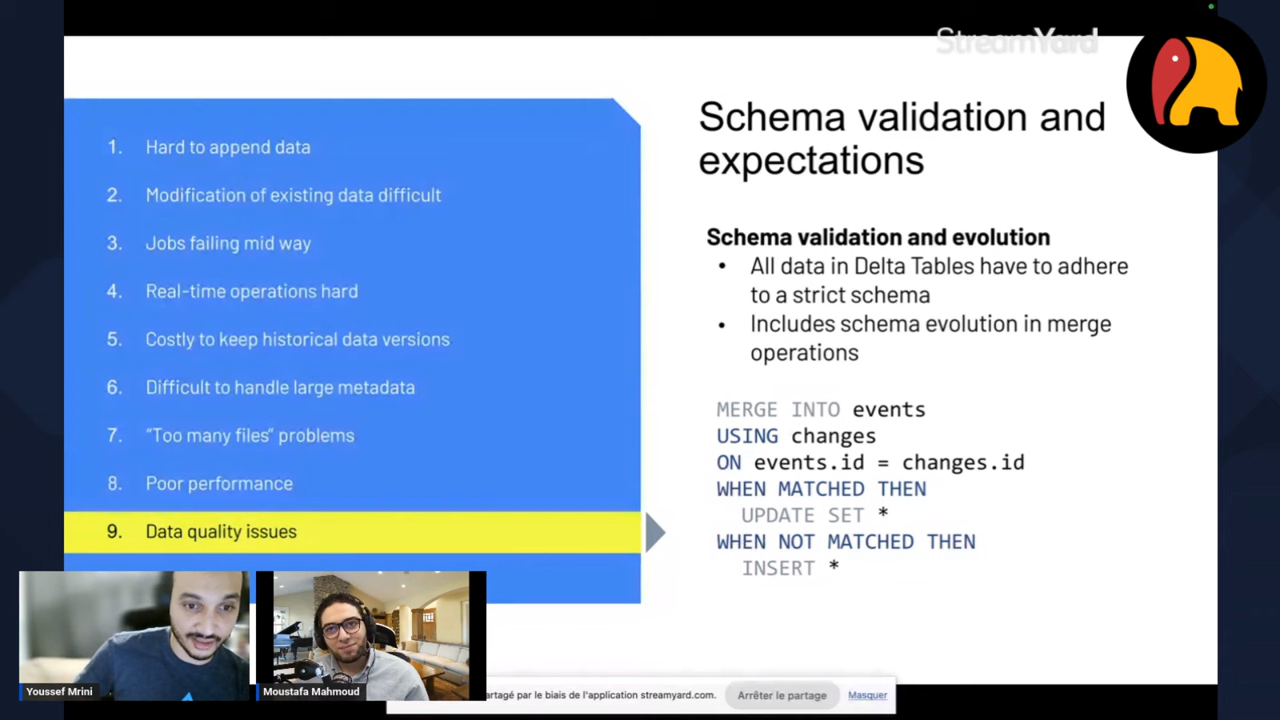 StreamYard
1. Hard to append data
2. Modification of existing data difficult
3. Jobs failing mid way
4. Real-time operations hard
5. Costly to keep historical data versions
6. Difficult to handle large metadata
7. “Too many files” problems
8. Poor performance
9. Data quality issues
Schema validation and
expectations
Schema validation and evolution
• All data in Delta Tables have to adhere
to a strict schema
• Includes schema evolution in merge
operations
MERGE INTO events
USING changes
ON events.id = changes.id
WHEN MATCHED THEN
UPDATE SET *
WHEN NOT MATCHED THEN
INSERT *
Youssef Mrini
Moustafa Mahmoud
par le biais de l'application streamyard.com.
Arrêter le partage
Masquer